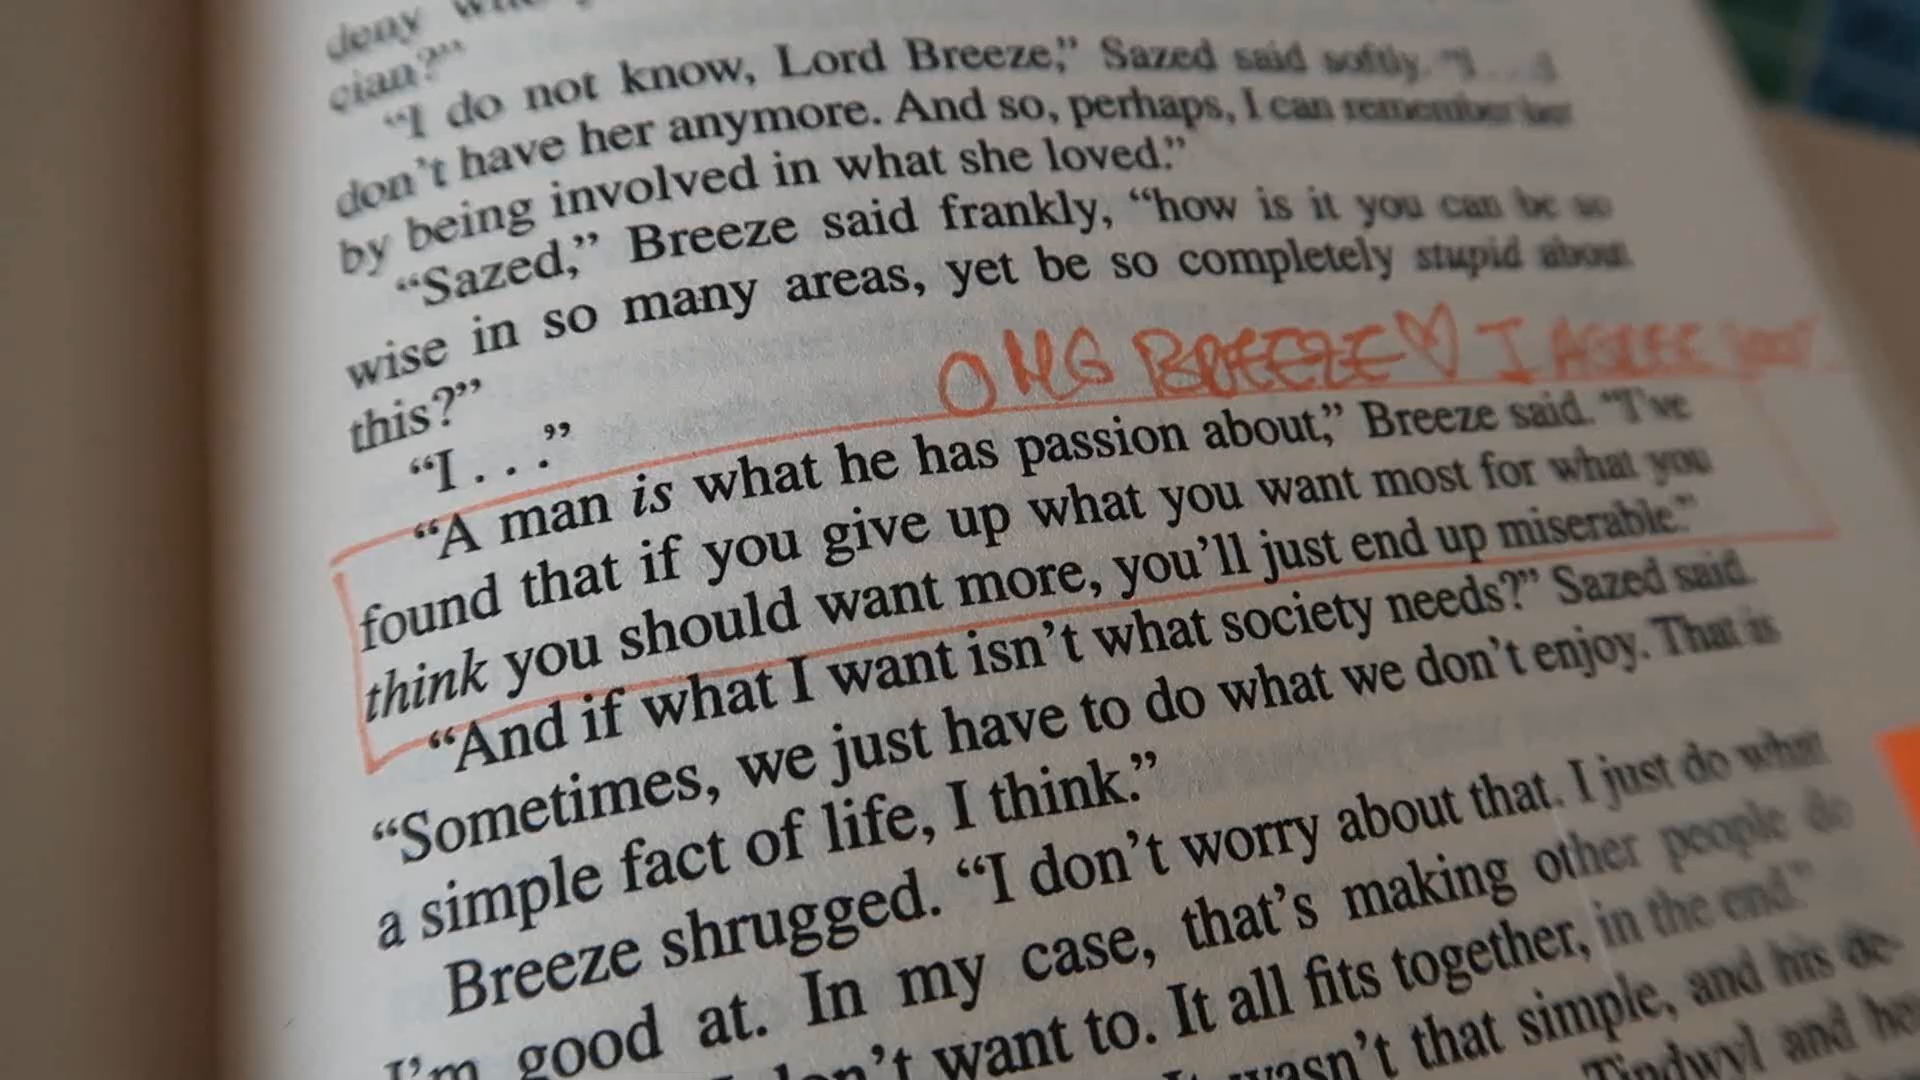 deny
cian?”
“I do not know, Lord Breeze,” Sazed said softly. “I . . . I
don’t have her anymore. And so, perhaps, I can remember her
by being involved in what she loved.”
“Sazed,” Breeze said frankly, “how is it you can be so
wise in so many areas, yet be so completely stupid about
this?”
OMG BREEZE♡ I AGREE
“I . . .”
“A man is what he has passion about,” Breeze said. “I’ve
found that if you give up what you want most for what you
think you should want more, you’ll just end up miserable.”
“And if what I want isn’t what society needs?” Sazed said.
“Sometimes, we just have to do what we don’t enjoy. That is
a simple fact of life, I think.”
Breeze shrugged. “I don’t worry about that. I just do what
I’m good at. In my case, that’s making other people do
don’t want to. It all fits together, in the end.”
wasn’t that simple, and his de-
Tindwyl and